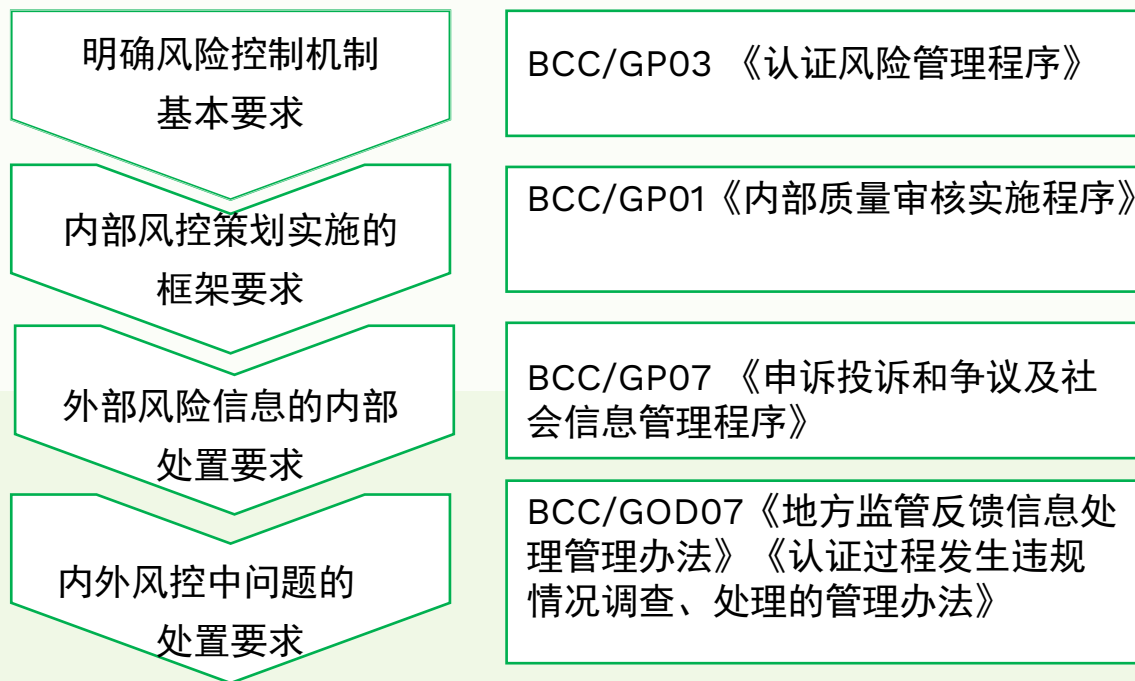 明确风险控制机制
基本要求
BCC/GP03 《认证风险管理程序》
内部风控策划实施的
框架要求
BCC/GP01《内部质量审核实施程序》
外部风险信息的内部
处置要求
BCC/GP07 《申诉投诉和争议及社
会信息管理程序》
内外风控中问题的
处置要求
BCC/GOD07《地方监管反馈信息处
理管理办法》《认证过程发生违规
情况调查、处理的管理办法》